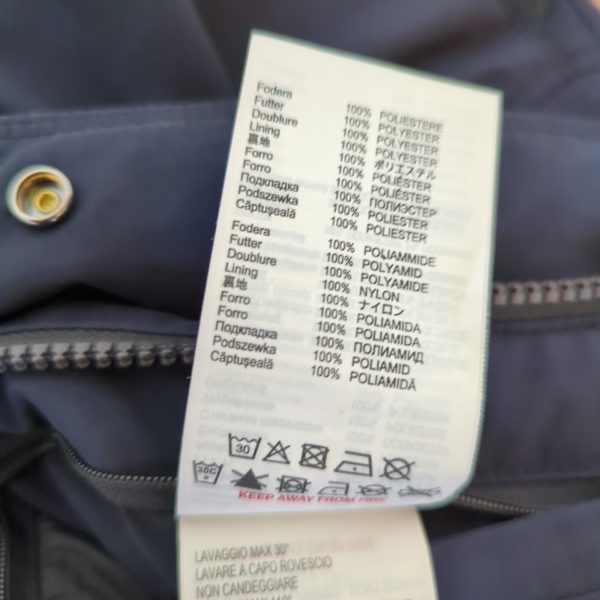 Fodera 100% POLIESTERE
Futter 100% POLYESTER
Doublure 100% POLYESTER
Lining 100% POLYESTER
裏地 100% ポリエステル
Forro 100% POLIÉSTER
Forro 100% POLIÉSTER
Подкладка 100% ПОЛИЭСТЕР
Podszewka 100% POLIESTER
Căptușeală 100% POLIESTER
Fodera 100% POLIAMMIDE
Futter 100% POLYAMID
Doublure 100% POLYAMIDE
Lining 100% NYLON
裏地 100% ナイロン
Forro 100% POLIAMIDA
Forro 100% POLIAMIDA
Подкладка 100% ПОЛИАМИД
Podszewka 100% POLIAMID
Căptușeală 100% POLIAMIDĂ
30
30C
KEEP AWAY FROM FIRE
LAVAGGIO MAX 30°
LAVARE A CAPO ROVESCIO
NON CANDEGGIARE